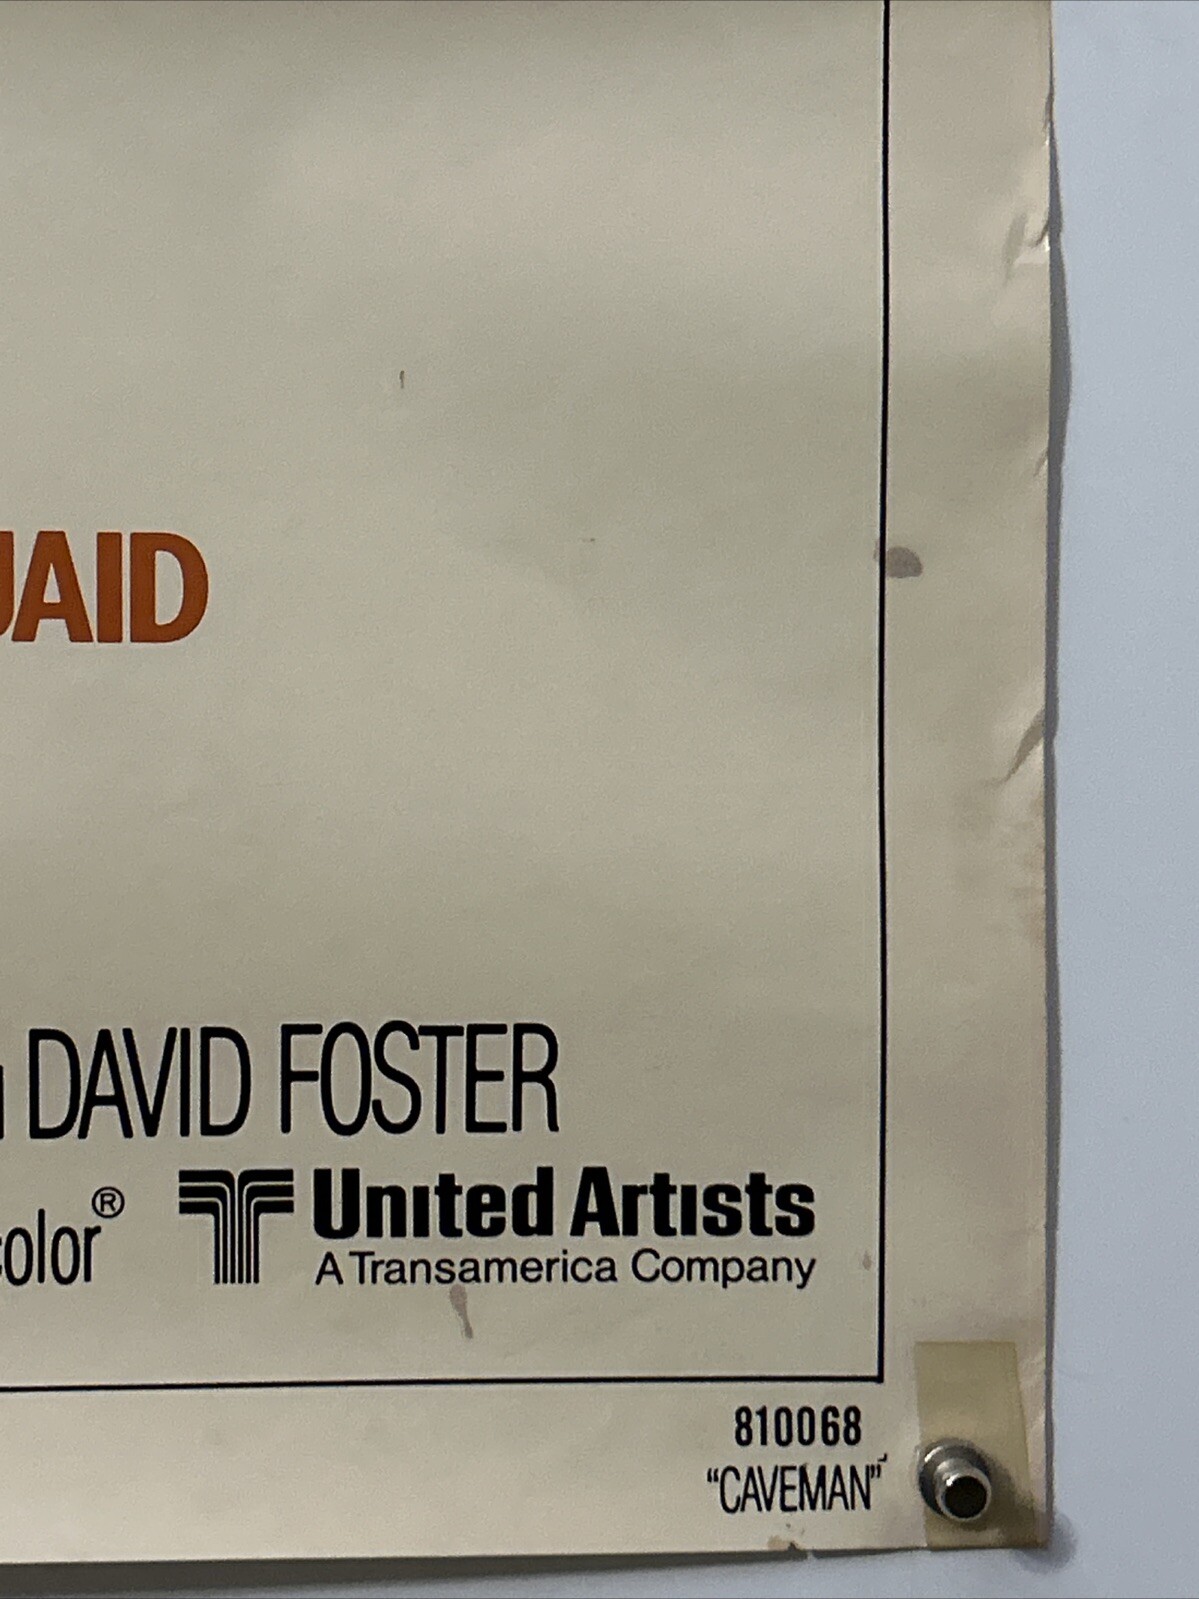 UAID
DAVID FOSTER
color®
United Artists
A Transamerica Company
810068
"CAVEMAN"